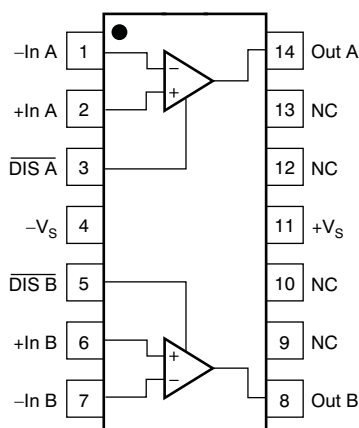 −In A 1 − 14 Out A
+In A 2 + 13 NC
DIS A 3 12 NC
−VS 4 11 +VS
DIS B 5 10 NC
+In B 6 + 9 NC
−In B 7 − 8 Out B